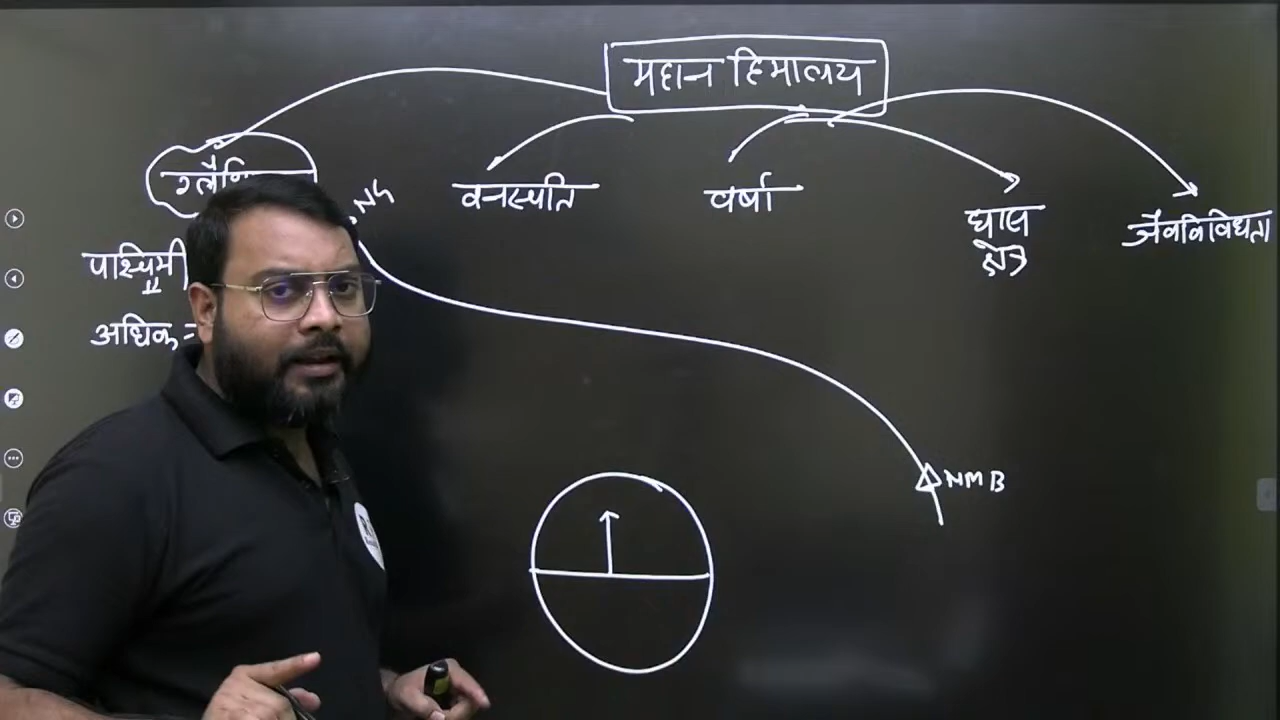 महान हिमालय
वनस्पति
वर्षा
घास
क्षेत्र
जैवविविधता
पश्चिमी
अधिक =
NMB